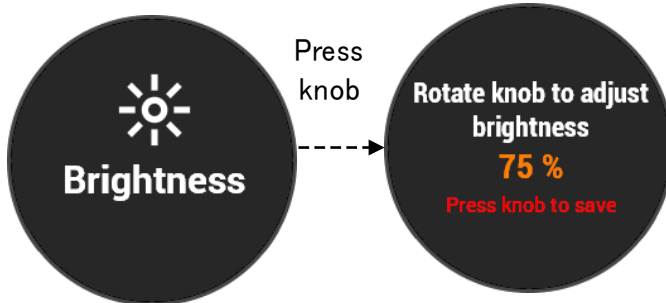 Brightness
Press
knob
Rotate knob to adjust
brightness
75 %
Press knob to save